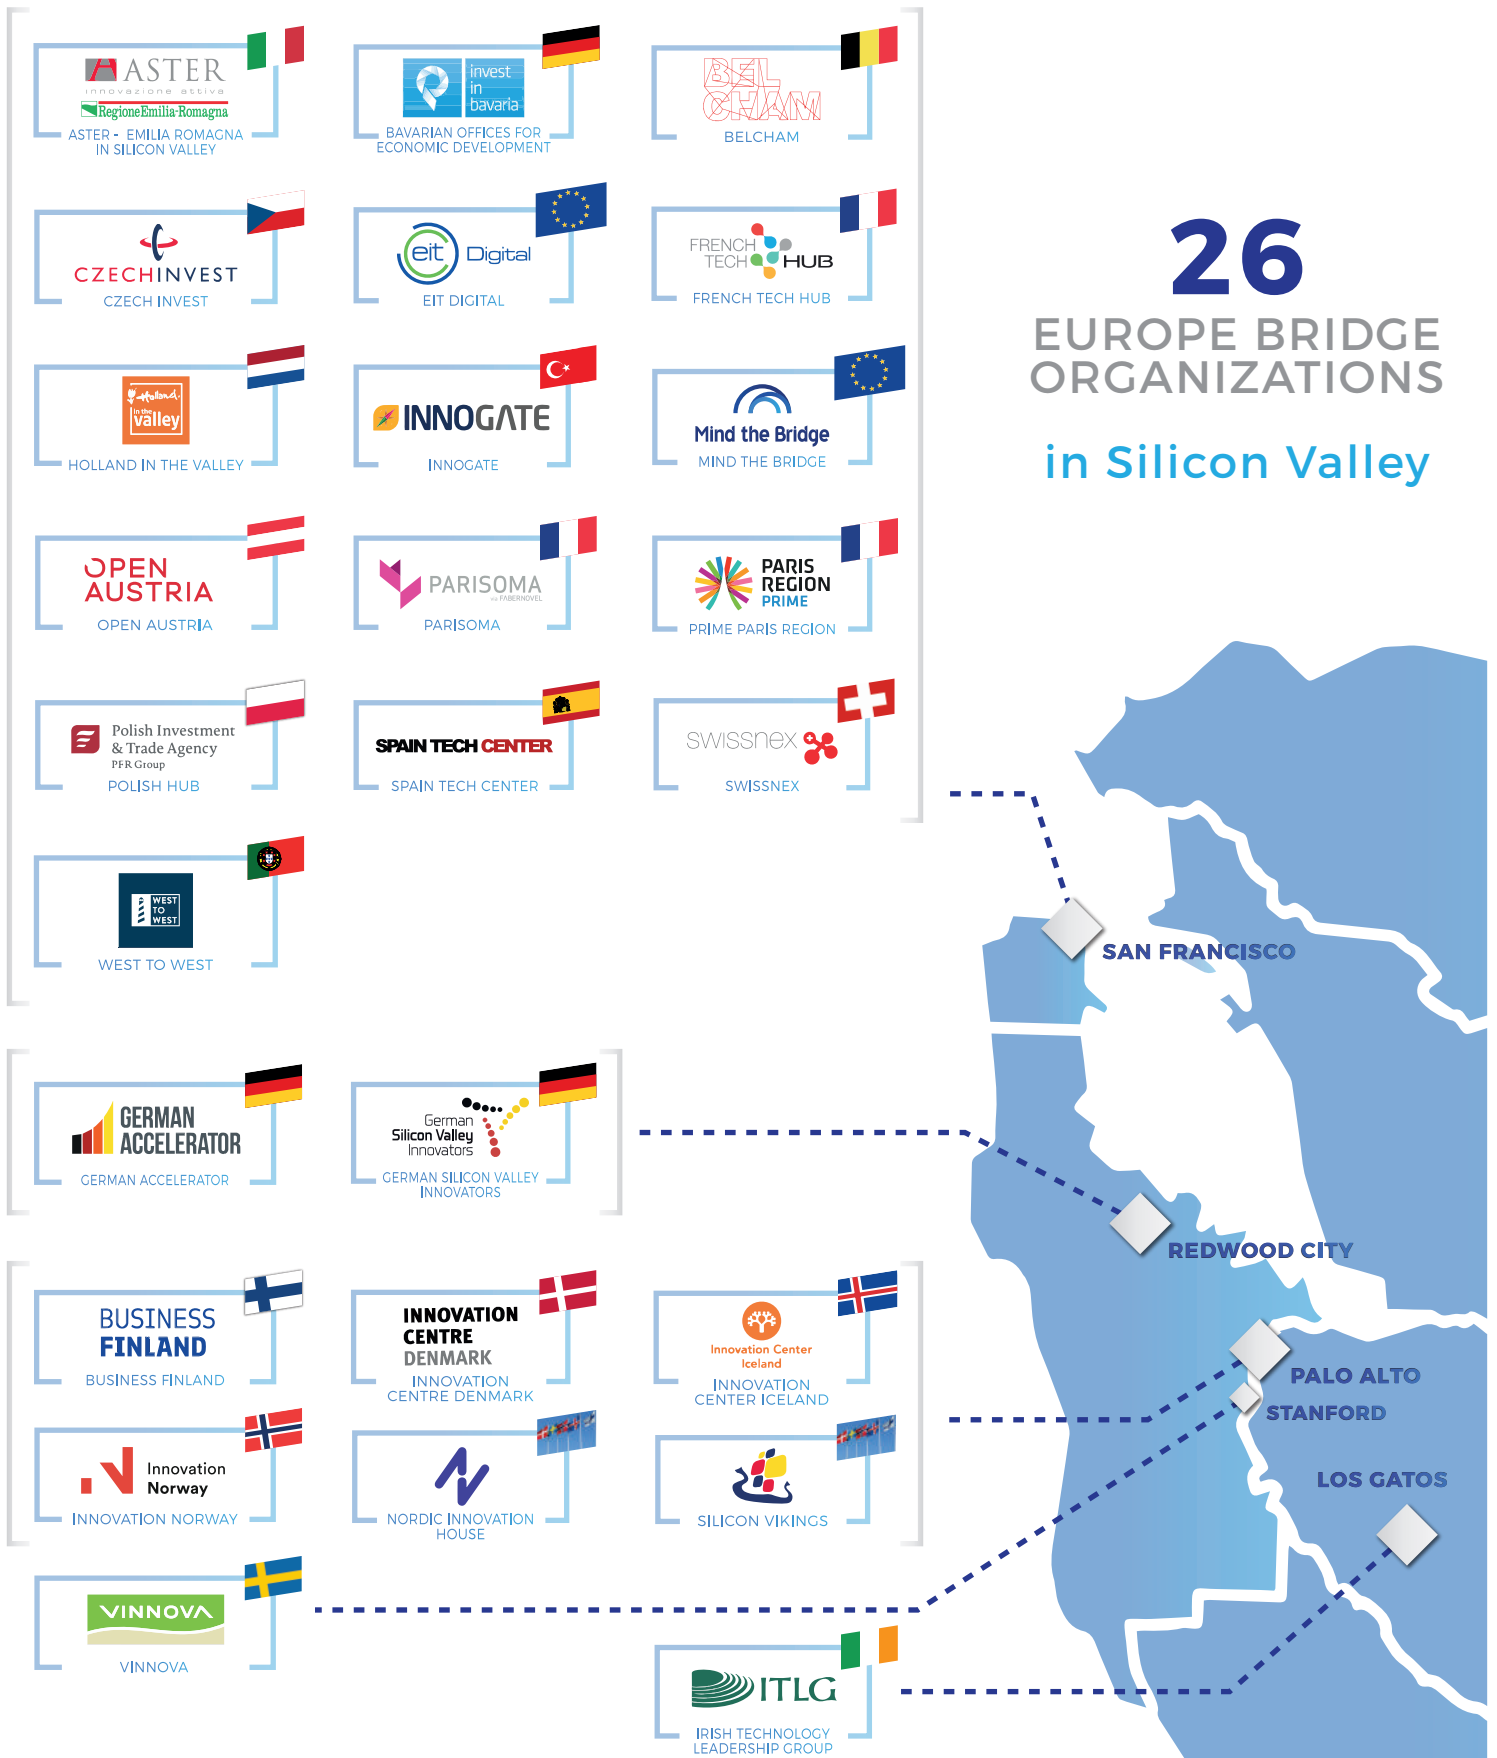 ASTER
innovazione attiva
RegioneEmilia-Romagna
ASTER - EMILIA ROMAGNA
IN SILICON VALLEY
invest
in
bavaria
BAVARIAN OFFICES FOR
ECONOMIC DEVELOPMENT
BEL
CHAM
BELCHAM
CZECHINVEST
CZECH INVEST
eit Digital
EIT DIGITAL
FRENCH
TECH HUB
FRENCH TECH HUB
26
EUROPE BRIDGE
ORGANIZATIONS
in Silicon Valley
Holland
in the
valley
HOLLAND IN THE VALLEY
INNOGATE
INNOGATE
Mind the Bridge
MIND THE BRIDGE
OPEN
AUSTRIA
OPEN AUSTRIA
PARISOMA
via FABERNOVEL
PARISOMA
PARIS
REGION
PRIME
PRIME PARIS REGION
Polish Investment
& Trade Agency
PFR Group
POLISH HUB
SPAIN TECH CENTER
SPAIN TECH CENTER
swissnex
SWISSNEX
WEST
TO
WEST
WEST TO WEST
SAN FRANCISCO
GERMAN
ACCELERATOR
GERMAN ACCELERATOR
German
Silicon Valley
Innovators
GERMAN SILICON VALLEY
INNOVATORS
REDWOOD CITY
BUSINESS
FINLAND
BUSINESS FINLAND
INNOVATION
CENTRE
DENMARK
INNOVATION
CENTRE DENMARK
Innovation Center
Iceland
INNOVATION
CENTER ICELAND
PALO ALTO
STANFORD
Innovation
Norway
INNOVATION NORWAY
NORDIC INNOVATION
HOUSE
SILICON VIKINGS
LOS GATOS
VINNOVA
VINNOVA
ITLG
IRISH TECHNOLOGY
LEADERSHIP GROUP